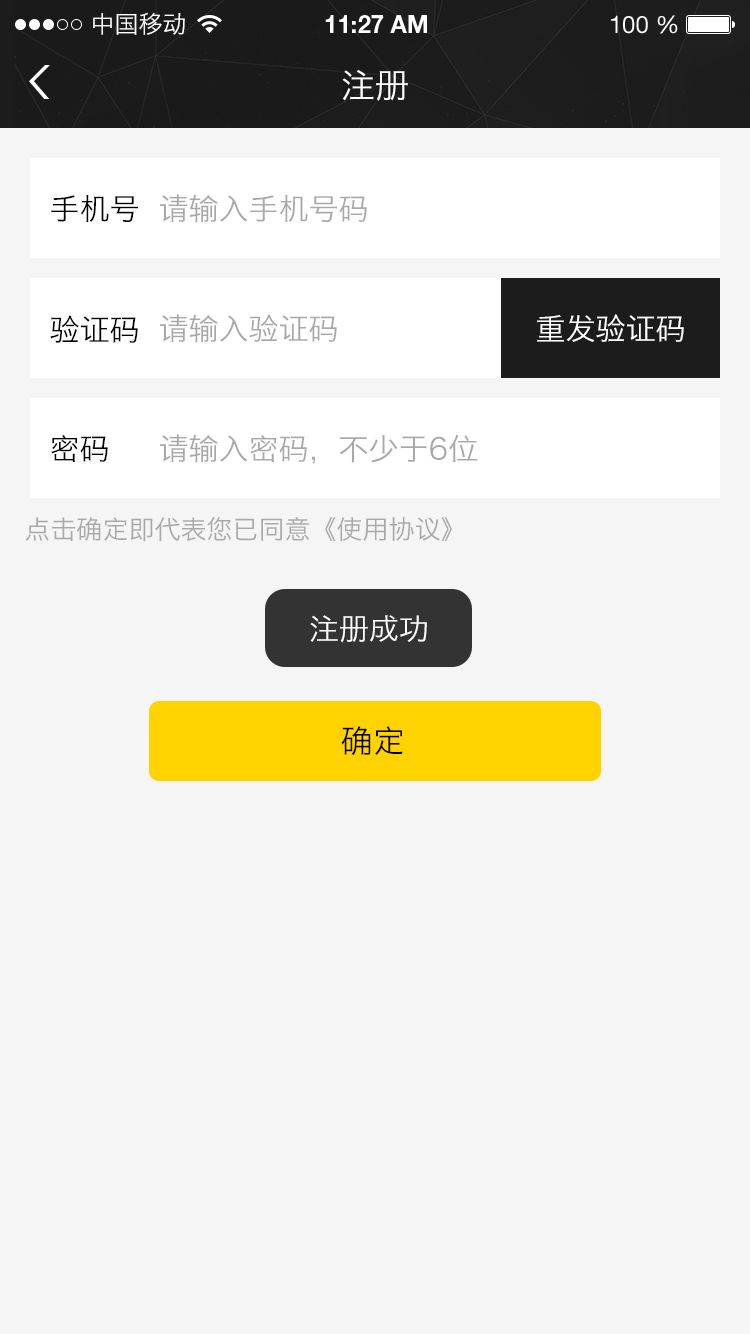 中国移动 11:27 AM 100 %
注册
手机号 请输入手机号码
验证码 请输入验证码 重发验证码
密码 请输入密码，不少于6位
点击确定即代表您已同意《使用协议》
注册成功
确定